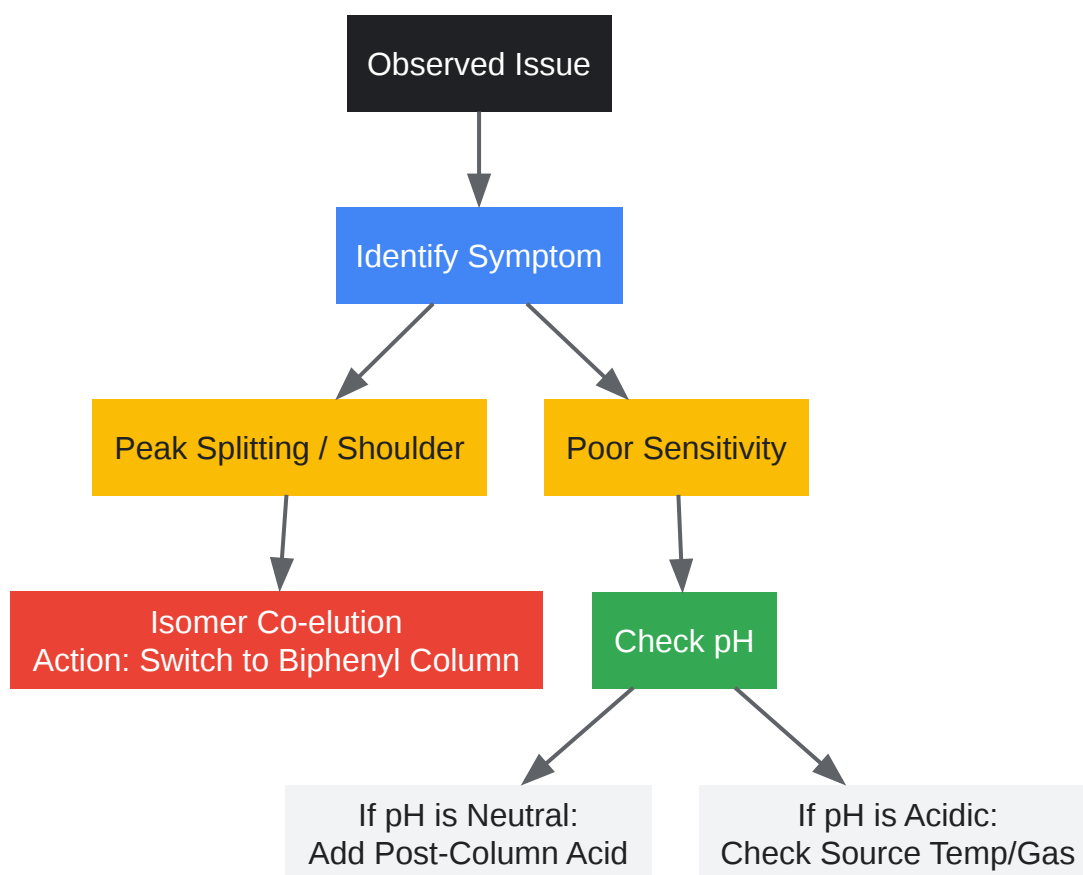 Observed Issue
Identify Symptom
Peak Splitting / Shoulder
Poor Sensitivity
Isomer Co-elution
Action: Switch to Biphenyl Column
Check pH
If pH is Neutral:
Add Post-Column Acid
If pH is Acidic:
Check Source Temp/Gas